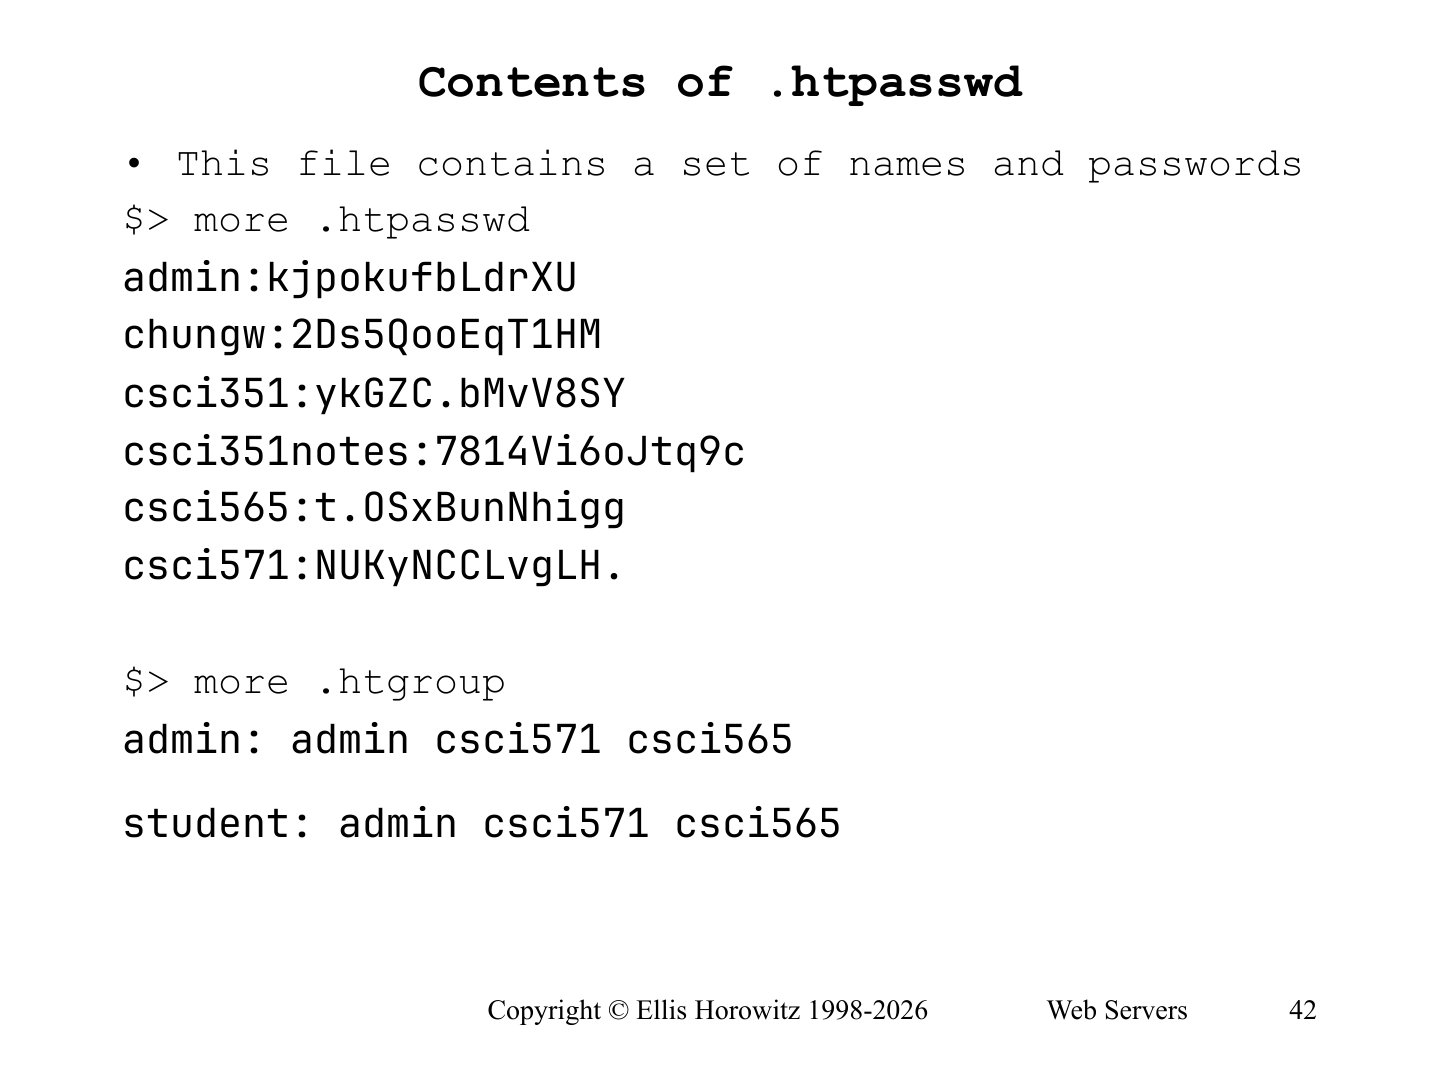 Contents of .htpasswd
• This file contains a set of names and passwords
$> more .htpasswd
admin:kjpokufbLdrXU
chungw:2Ds5QooEqT1HM
csci351:ykGZC.bMvV8SY
csci351notes:7814Vi6oJtq9c
csci565:t.OSxBunNhigg
csci571:NUKyNCCLvgLH.
$> more .htgroup
admin: admin csci571 csci565
student: admin csci571 csci565
Copyright © Ellis Horowitz 1998-2026 Web Servers 42